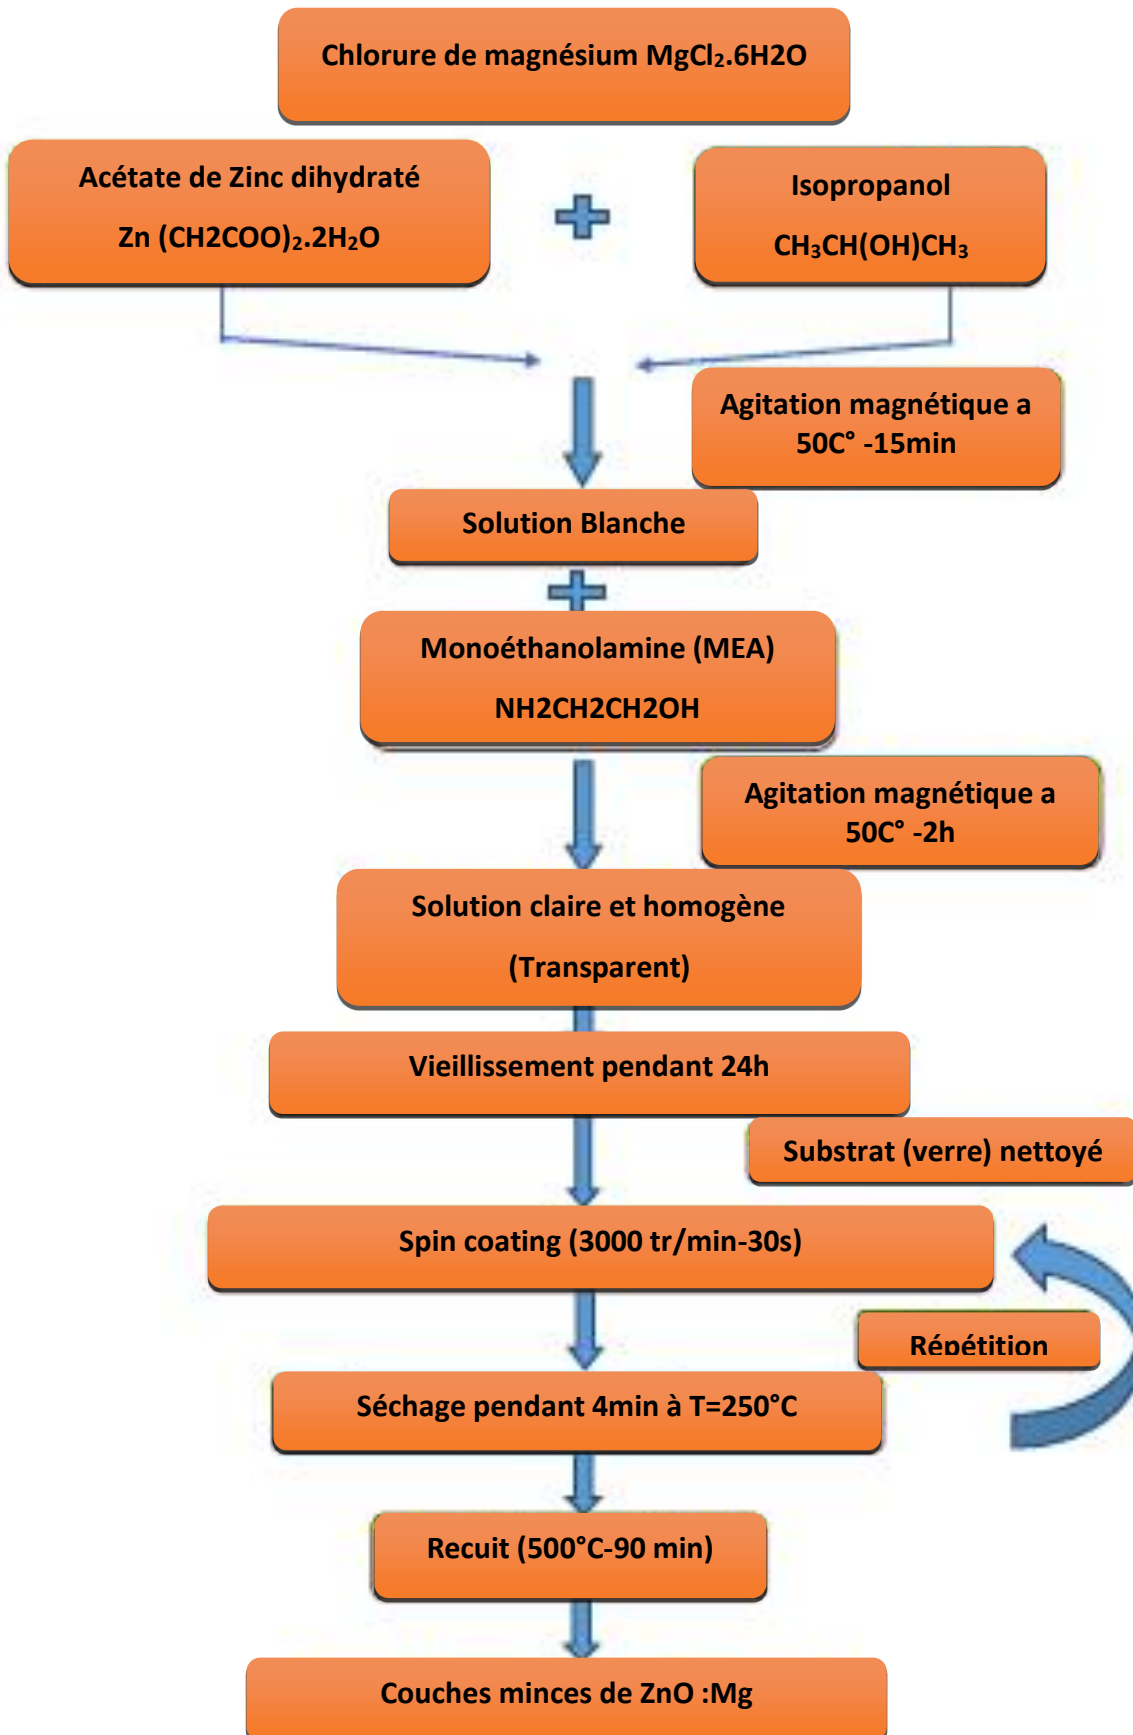 Chlorure de magnésium MgCl₂.6H2O
Acétate de Zinc dihydraté
Zn (CH2COO)₂.2H₂O
Isopropanol
CH₃CH(OH)CH₃
Agitation magnétique a
50C° -15min
Solution Blanche
Monoéthanolamine (MEA)
NH2CH2CH2OH
Agitation magnétique a
50C° -2h
Solution claire et homogène
(Transparent)
Vieillissement pendant 24h
Substrat (verre) nettoyé
Spin coating (3000 tr/min-30s)
Répétition
Séchage pendant 4min à T=250°C
Recuit (500°C-90 min)
Couches minces de ZnO :Mg